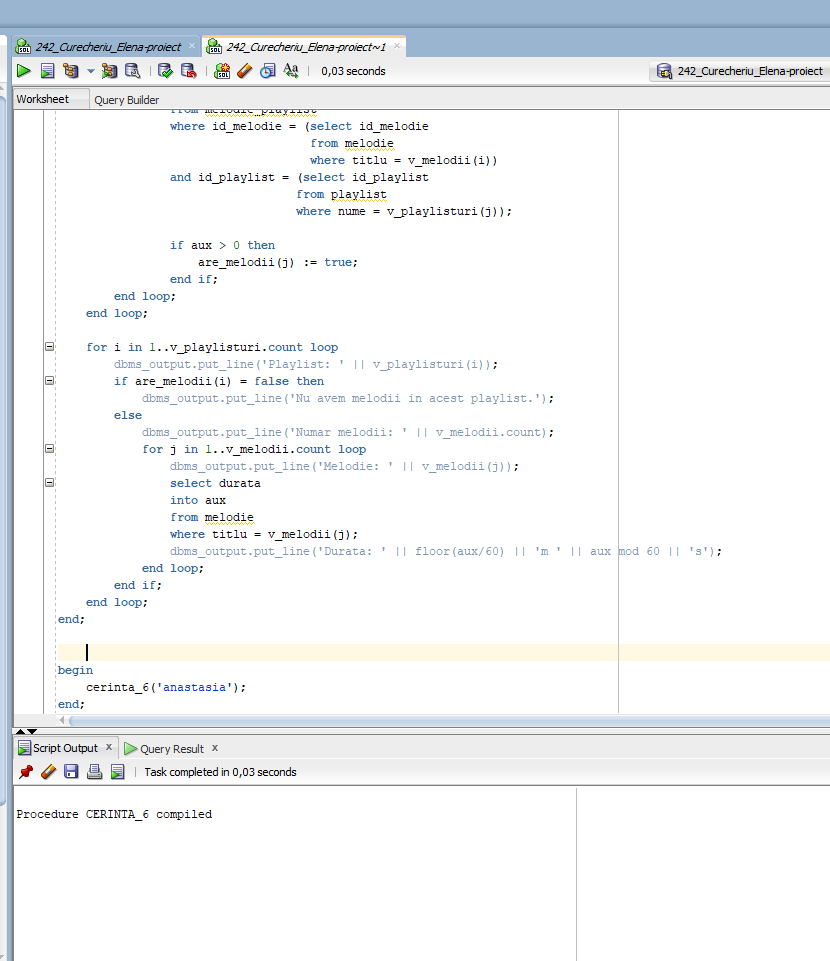 242_Curecheriu_Elena-proiect × 242_Curecheriu_Elena-proiect~1 ×
0,03 seconds 242_Curecheriu_Elena-proiect
Worksheet Query Builder
from melodie_playlist
where id_melodie = (select id_melodie
from melodie
where titlu = v_melodii(i))
and id_playlist = (select id_playlist
from playlist
where nume = v_playlisturi(j));
if aux > 0 then
are_melodii(j) := true;
end if;
end loop;
end loop;
for i in 1..v_playlisturi.count loop
dbms_output.put_line('Playlist: ' || v_playlisturi(i));
if are_melodii(i) = false then
dbms_output.put_line('Nu avem melodii in acest playlist.');
else
dbms_output.put_line('Numar melodii: ' || v_melodii.count);
for j in 1..v_melodii.count loop
dbms_output.put_line('Melodie: ' || v_melodii(j));
select durata
into aux
from melodie
where titlu = v_melodii(j);
dbms_output.put_line('Durata: ' || floor(aux/60) || 'm ' || aux mod 60 || 's');
end loop;
end if;
end loop;
end;
begin
cerinta_6('anastasia');
end;
Script Output × Query Result ×
Task completed in 0,03 seconds
Procedure CERINTA_6 compiled